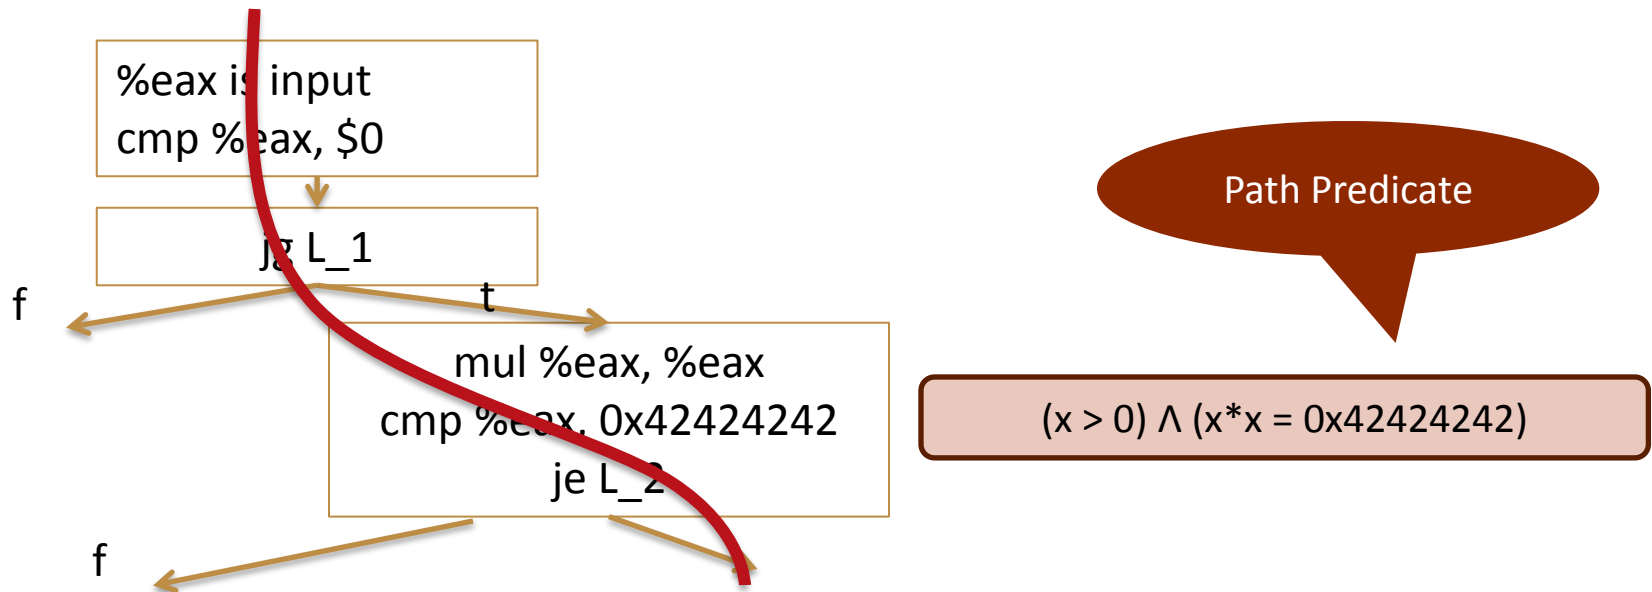 %eax is input
cmp %eax, $0
jg L_1
f
t
mul %eax, %eax
cmp %eax, 0x42424242
je L_2
f
Path Predicate
(x > 0) Λ (x*x = 0x42424242)